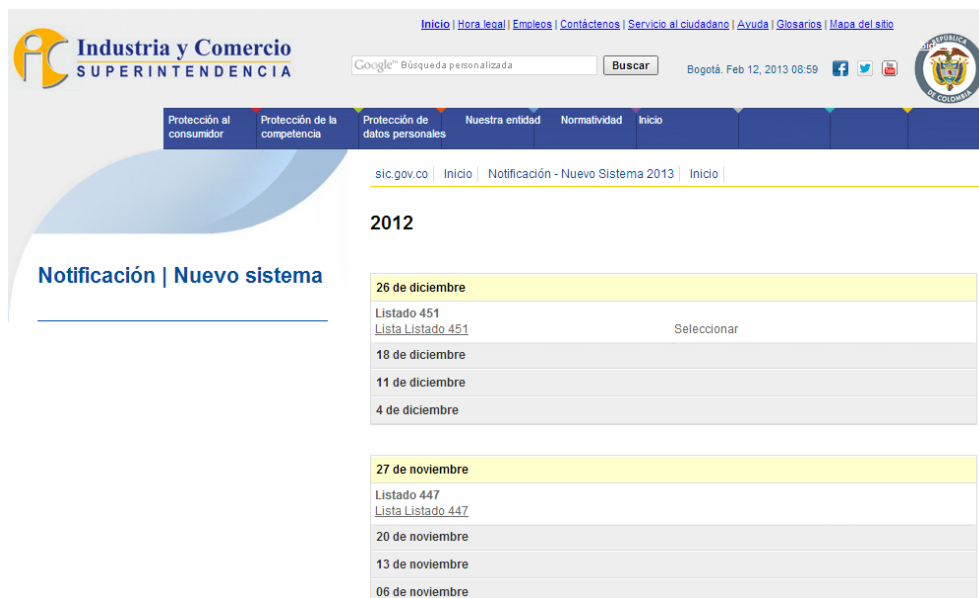 Inicio | Hora legal | Empleos | Contáctenos | Servicio al ciudadano | Ayuda | Glosarios | Mapa del sitio
Industria y Comercio
SUPERINTENDENCIA
Google™ Búsqueda personalizada
Buscar
Bogotá. Feb 12, 2013 08:59
REPÚBLICA
DE COLOMBIA
Protección al consumidor
Protección de la competencia
Protección de datos personales
Nuestra entidad
Normatividad
Inicio
sic.gov.co | Inicio | Notificación - Nuevo Sistema 2013 | Inicio
2012
Notificación | Nuevo sistema
26 de diciembre
Listado 451
Lista Listado 451 Seleccionar
18 de diciembre
11 de diciembre
4 de diciembre
27 de noviembre
Listado 447
Lista Listado 447
20 de noviembre
13 de noviembre
06 de noviembre